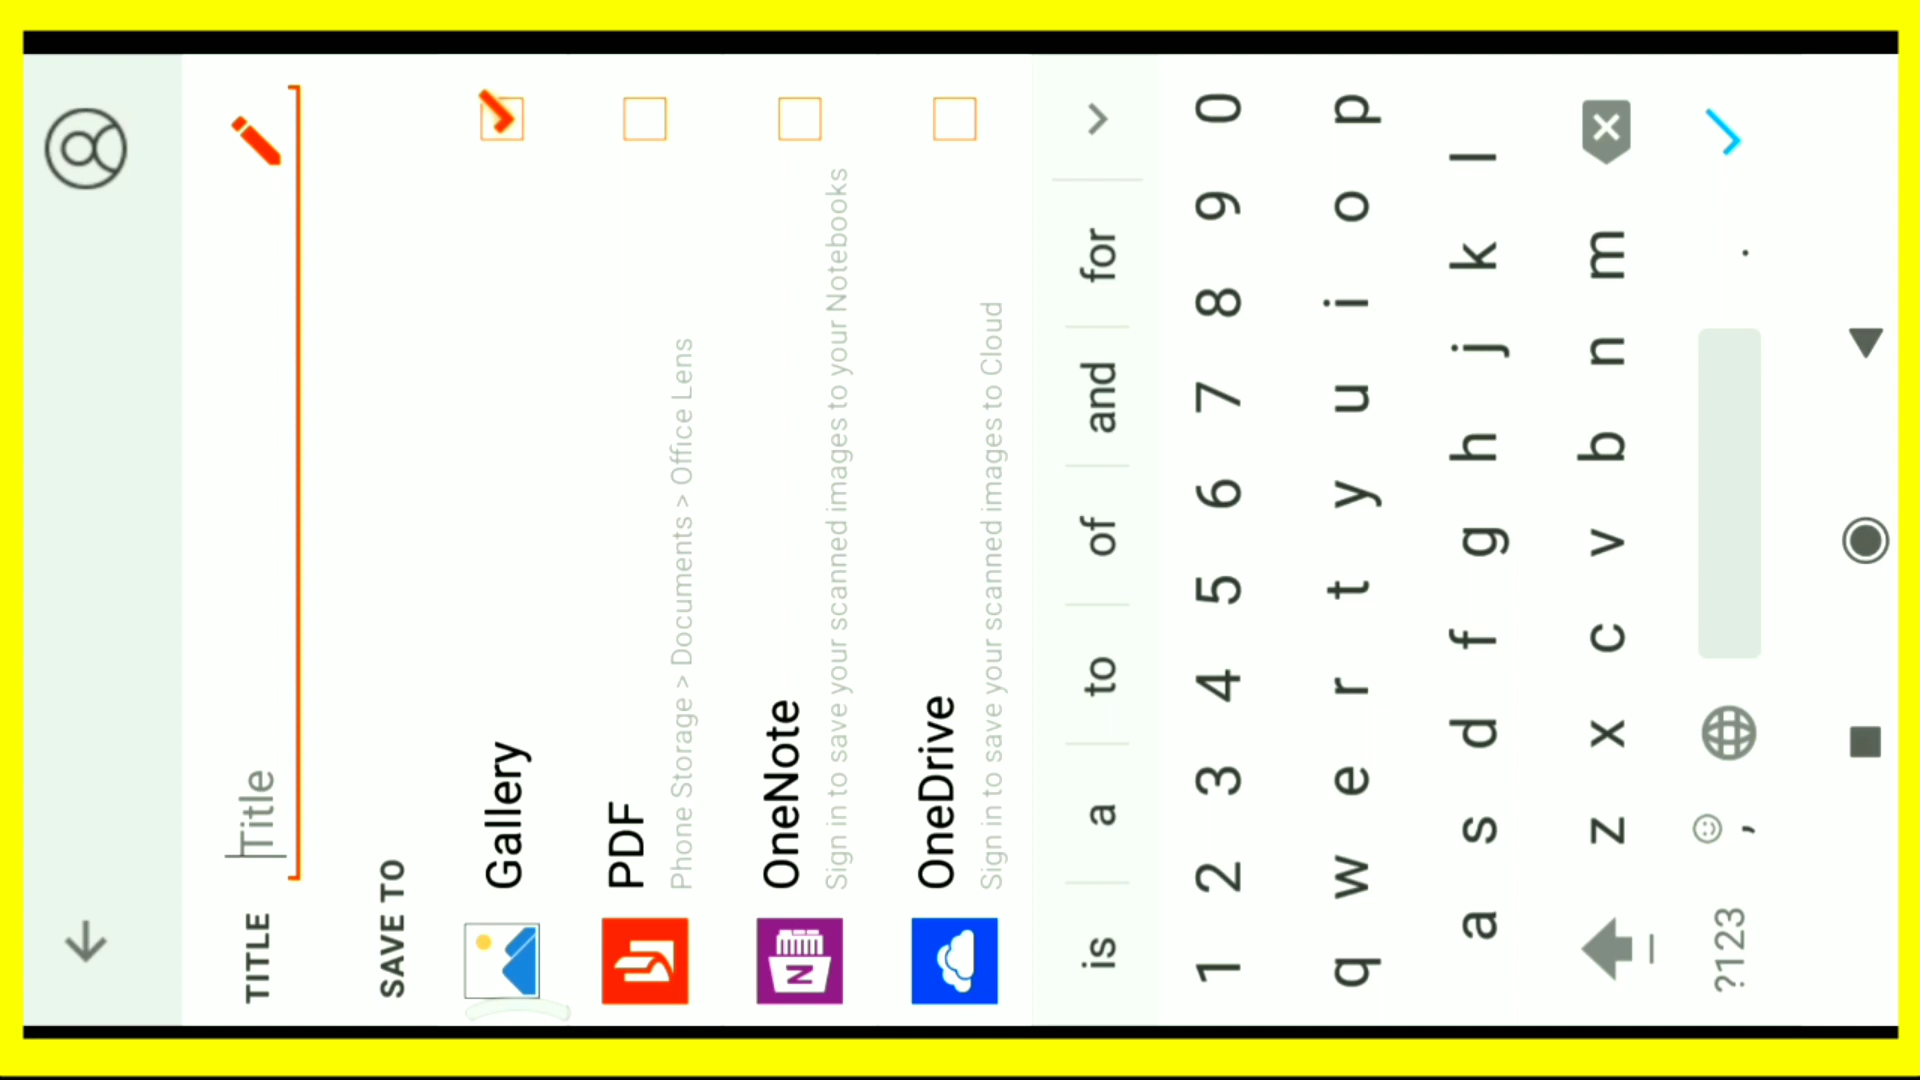 TITLE Title
SAVE TO
Gallery
PDF
Phone Storage > Documents > Office Lens
OneNote
Sign in to save your scanned images to your Notebooks
OneDrive
Sign in to save your scanned images to Cloud
is a to of and for
1 2 3 4 5 6 7 8 9 0
q w e r t y u i o p
a s d f g h j k l
z x c v b n m
?123 , .